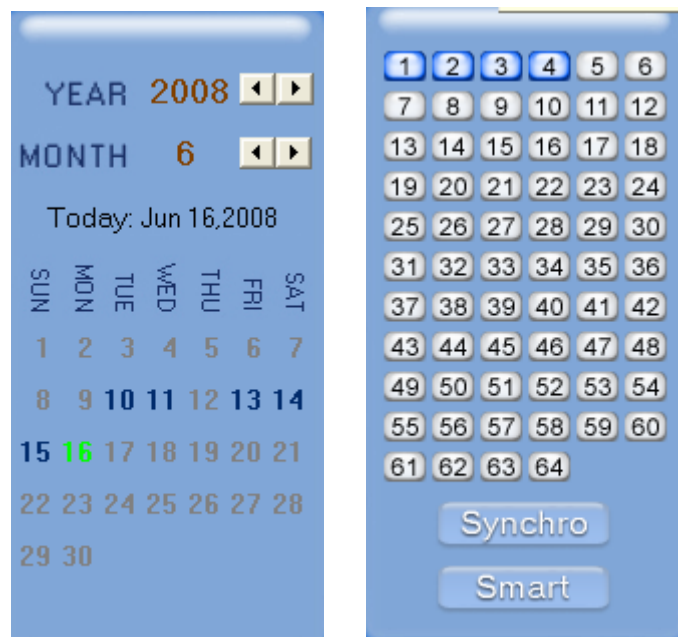 YEAR 2008
MONTH 6
Today: Jun 16,2008
SUN MON TUE WED THU FRI SAT
1 2 3 4 5 6 7
8 9 10 11 12 13 14
15 16 17 18 19 20 21
22 23 24 25 26 27 28
29 30
1 2 3 4 5 6
7 8 9 10 11 12
13 14 15 16 17 18
19 20 21 22 23 24
25 26 27 28 29 30
31 32 33 34 35 36
37 38 39 40 41 42
43 44 45 46 47 48
49 50 51 52 53 54
55 56 57 58 59 60
61 62 63 64
Synchro
Smart